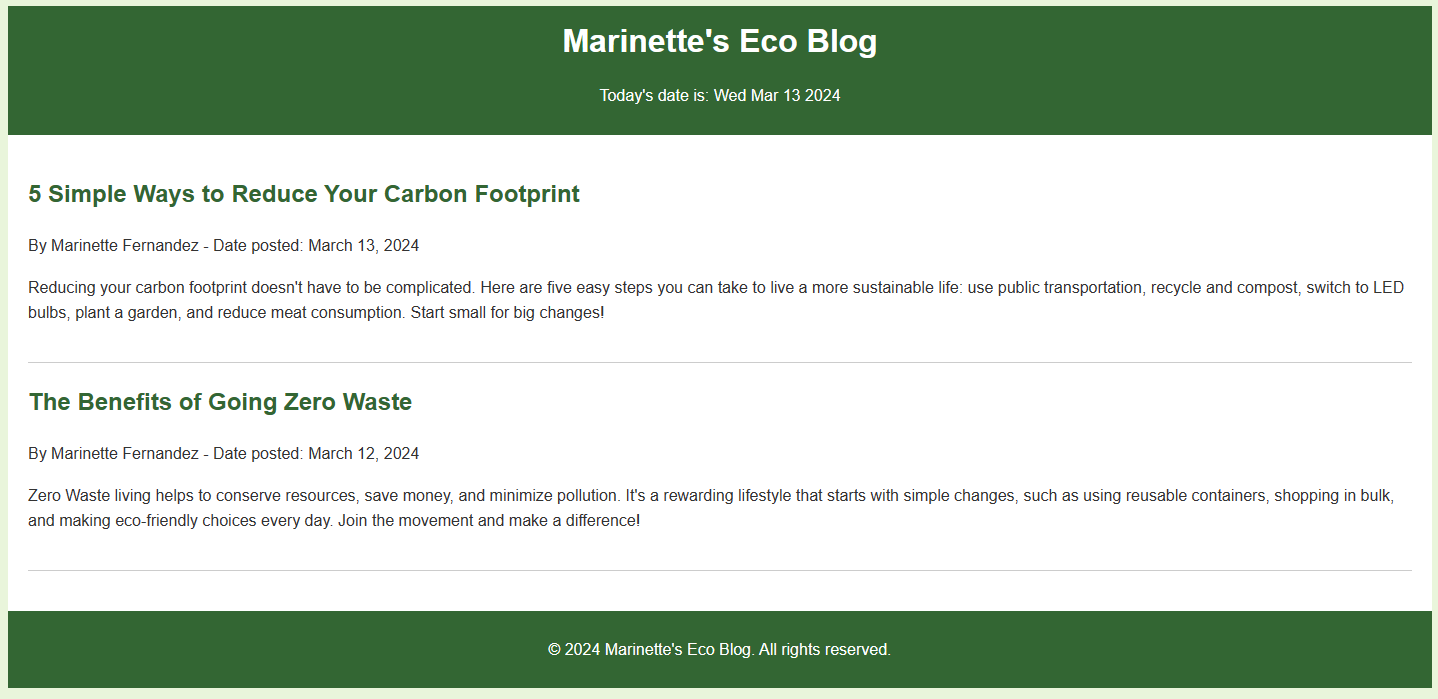 Marinette's Eco Blog
Today's date is: Wed Mar 13 2024
5 Simple Ways to Reduce Your Carbon Footprint
By Marinette Fernandez - Date posted: March 13, 2024
Reducing your carbon footprint doesn't have to be complicated. Here are five easy steps you can take to live a more sustainable life: use public transportation, recycle and compost, switch to LED
bulbs, plant a garden, and reduce meat consumption. Start small for big changes!
The Benefits of Going Zero Waste
By Marinette Fernandez - Date posted: March 12, 2024
Zero Waste living helps to conserve resources, save money, and minimize pollution. It's a rewarding lifestyle that starts with simple changes, such as using reusable containers, shopping in bulk,
and making eco-friendly choices every day. Join the movement and make a difference!
© 2024 Marinette's Eco Blog. All rights reserved.